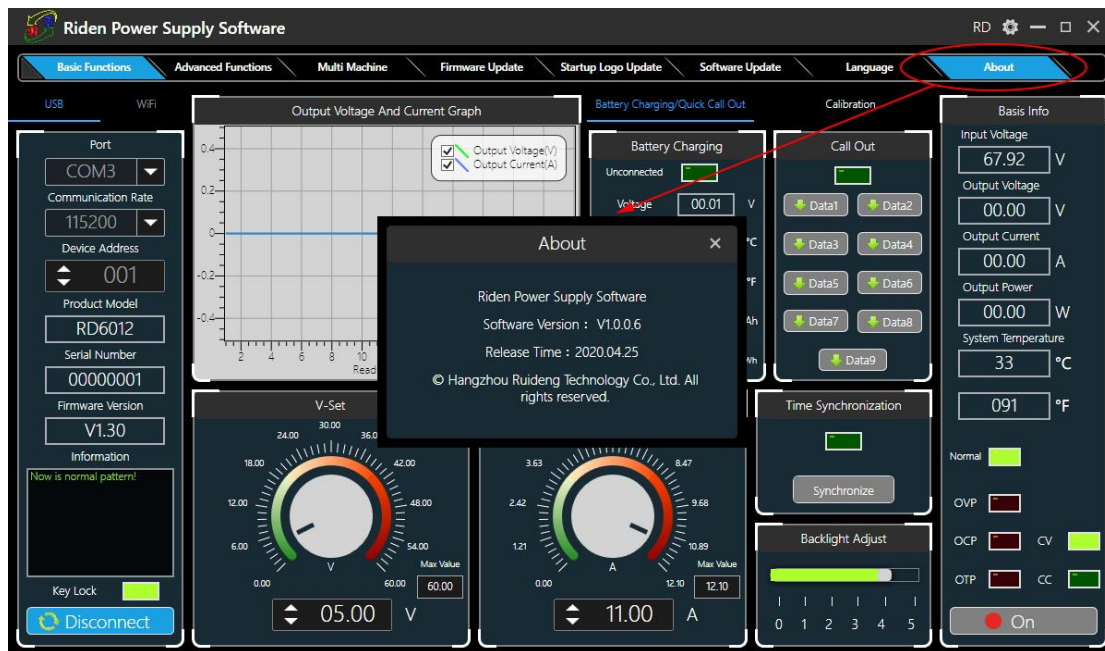 Riden Power Supply Software
RD
Basic Functions
Advanced Functions
Multi Machine
Firmware Update
Startup Logo Update
Software Update
Language
About
USB
WiFi
Port
COM3
Communication Rate
115200
Device Address
001
Product Model
RD6012
Serial Number
00000001
Firmware Version
V1.30
Information
Now is normal pattern!
Key Lock
Disconnect
Output Voltage And Current Graph
Output Voltage(V)
Output Current(A)
0.4
0.2
0
-0.2
-0.4
2 4 6 8 10
Read
Battery Charging/Quick Call Out
Calibration
Battery Charging
Unconnected
Voltage 00.01 V
°C
°F
Ah
Wh
Call Out
Data1 Data2
Data3 Data4
Data5 Data6
Data7 Data8
Data9
About
Riden Power Supply Software
Software Version : V1.0.0.6
Release Time : 2020.04.25
© Hangzhou Ruideng Technology Co., Ltd. All
rights reserved.
V-Set
0.00
6.00
12.00
18.00
24.00
30.00
36.0
42.00
48.00
54.00
60.00
V
Max Value
60.00
05.00 V
0.00
1.21
2.42
3.63
8.47
9.68
10.89
12.10
A
Max Value
12.10
11.00 A
Time Synchronization
Synchronize
Backlight Adjust
0 1 2 3 4 5
Basis Info
Input Voltage
67.92 V
Output Voltage
00.00 V
Output Current
00.00 A
Output Power
00.00 W
System Temperature
33 °C
091 °F
Normal
OVP
OCP CV
OTP CC
On